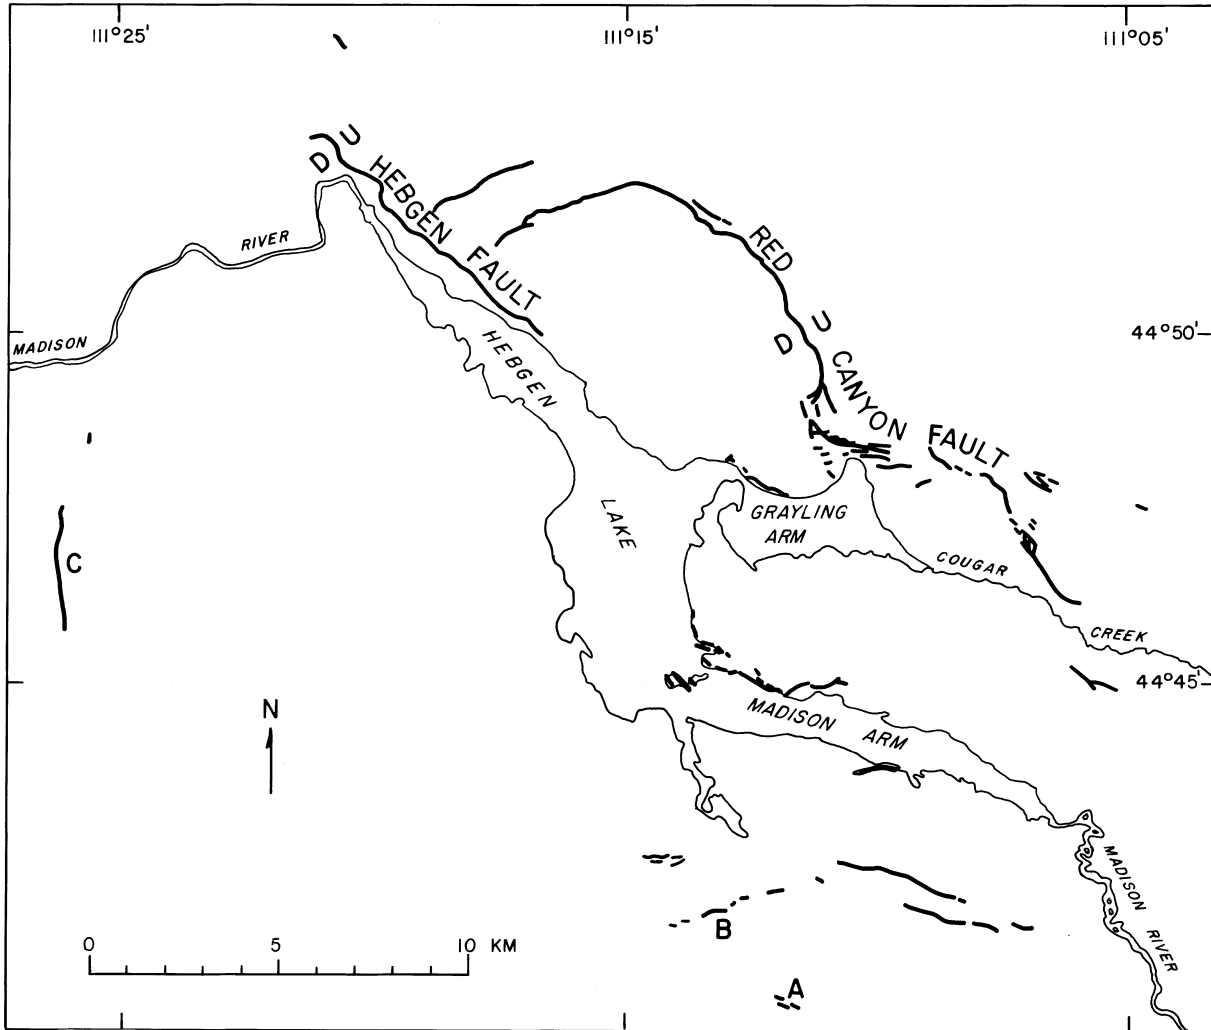 111°25'
111°15'
111°05'
U
D
HEBGEN FAULT
RIVER
RED
U
D
CANYON FAULT
44°50'
MADISON
HEBGEN
LAKE
GRAYLING
ARM
COUGAR
CREEK
C
44°45'
N
MADISON ARM
MADISON
RIVER
B
0 5 10 KM
A